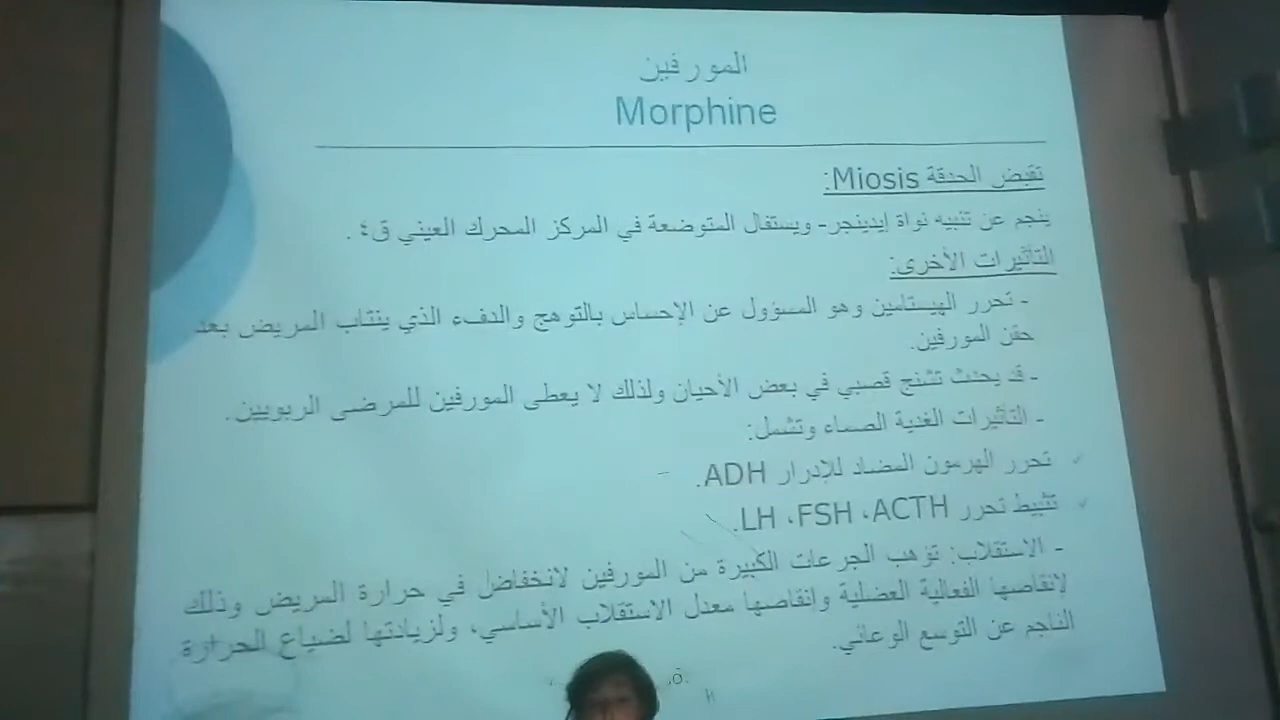 المورفين
Morphine
تقبض الحدقة Miosis:
ينجم عن تنبيه نواة إيدينجر- ويستفال المتوضعة في المركز المحرك العيني ق٤ .
التأثيرات الأخرى:
- تحرر الهيستامين وهو المسؤول عن الإحساس بالتوهج والدفء الذي ينتاب المريض بعد
حقن المورفين.
- قد يحدث تشنج قصبي في بعض الأحيان ولذلك لا يعطى المورفين للمرضى الربويين.
- التأثيرات الغدية الصماء وتشمل:
✓ تحرر الهرمون المضاد للإدرار ADH.
✓ تثبيط تحرر LH ،FSH ،ACTH.
- الاستقلاب: تؤهب الجرعات الكبيرة من المورفين لانخفاض في حرارة المريض وذلك
لإنقاصها الفعالية العضلية وإنقاصها معدل الاستقلاب الأساسي، ولزيادتها لضياع الحرارة
الناجم عن التوسع الوعائي.